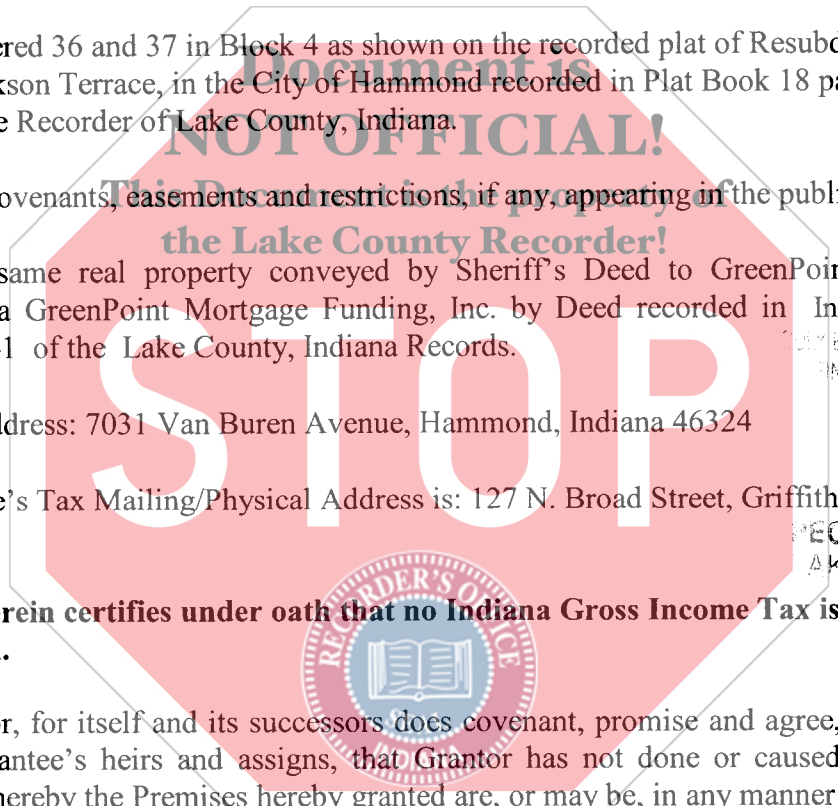 ered 36 and 37 in Block 4 as shown on the recorded plat of Resubd
kson Terrace, in the City of Hammond recorded in Plat Book 18 pa
e Recorder of Lake County, Indiana.
Document is
NOT OFFICIAL!
This Document is the property of
the Lake County Recorder!
ovenants, easements and restrictions, if any, appearing in the publi
same real property conveyed by Sheriff's Deed to GreenPoin
a GreenPoint Mortgage Funding, Inc. by Deed recorded in In
-1 of the Lake County, Indiana Records.
STOP
ddress: 7031 Van Buren Avenue, Hammond, Indiana 46324
e's Tax Mailing/Physical Address is: 127 N. Broad Street, Griffith
rein certifies under oath that no Indiana Gross Income Tax is
.
RECORDER'S OFFICE
INDIANA
r, for itself and its successors does covenant, promise and agree,
antee's heirs and assigns, that Grantor has not done or caused
hereby the Premises hereby granted are, or may be, in any manner